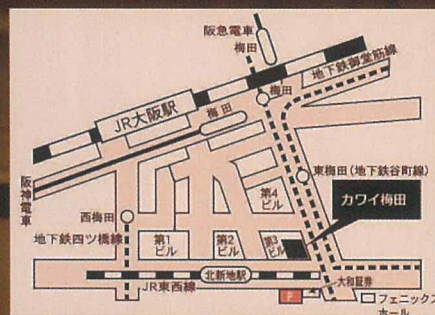 阪急電車
梅田
地下鉄御堂筋線
梅田
JR大阪駅
梅田
阪神電車
東梅田(地下鉄谷町線)
カワイ梅田
第4
ビル
西梅田
地下鉄四ツ橋線
第1
ビル
第2
ビル
第3
ビル
北新地駅
JR東西線
大和証券
P
フェニックス
ホール